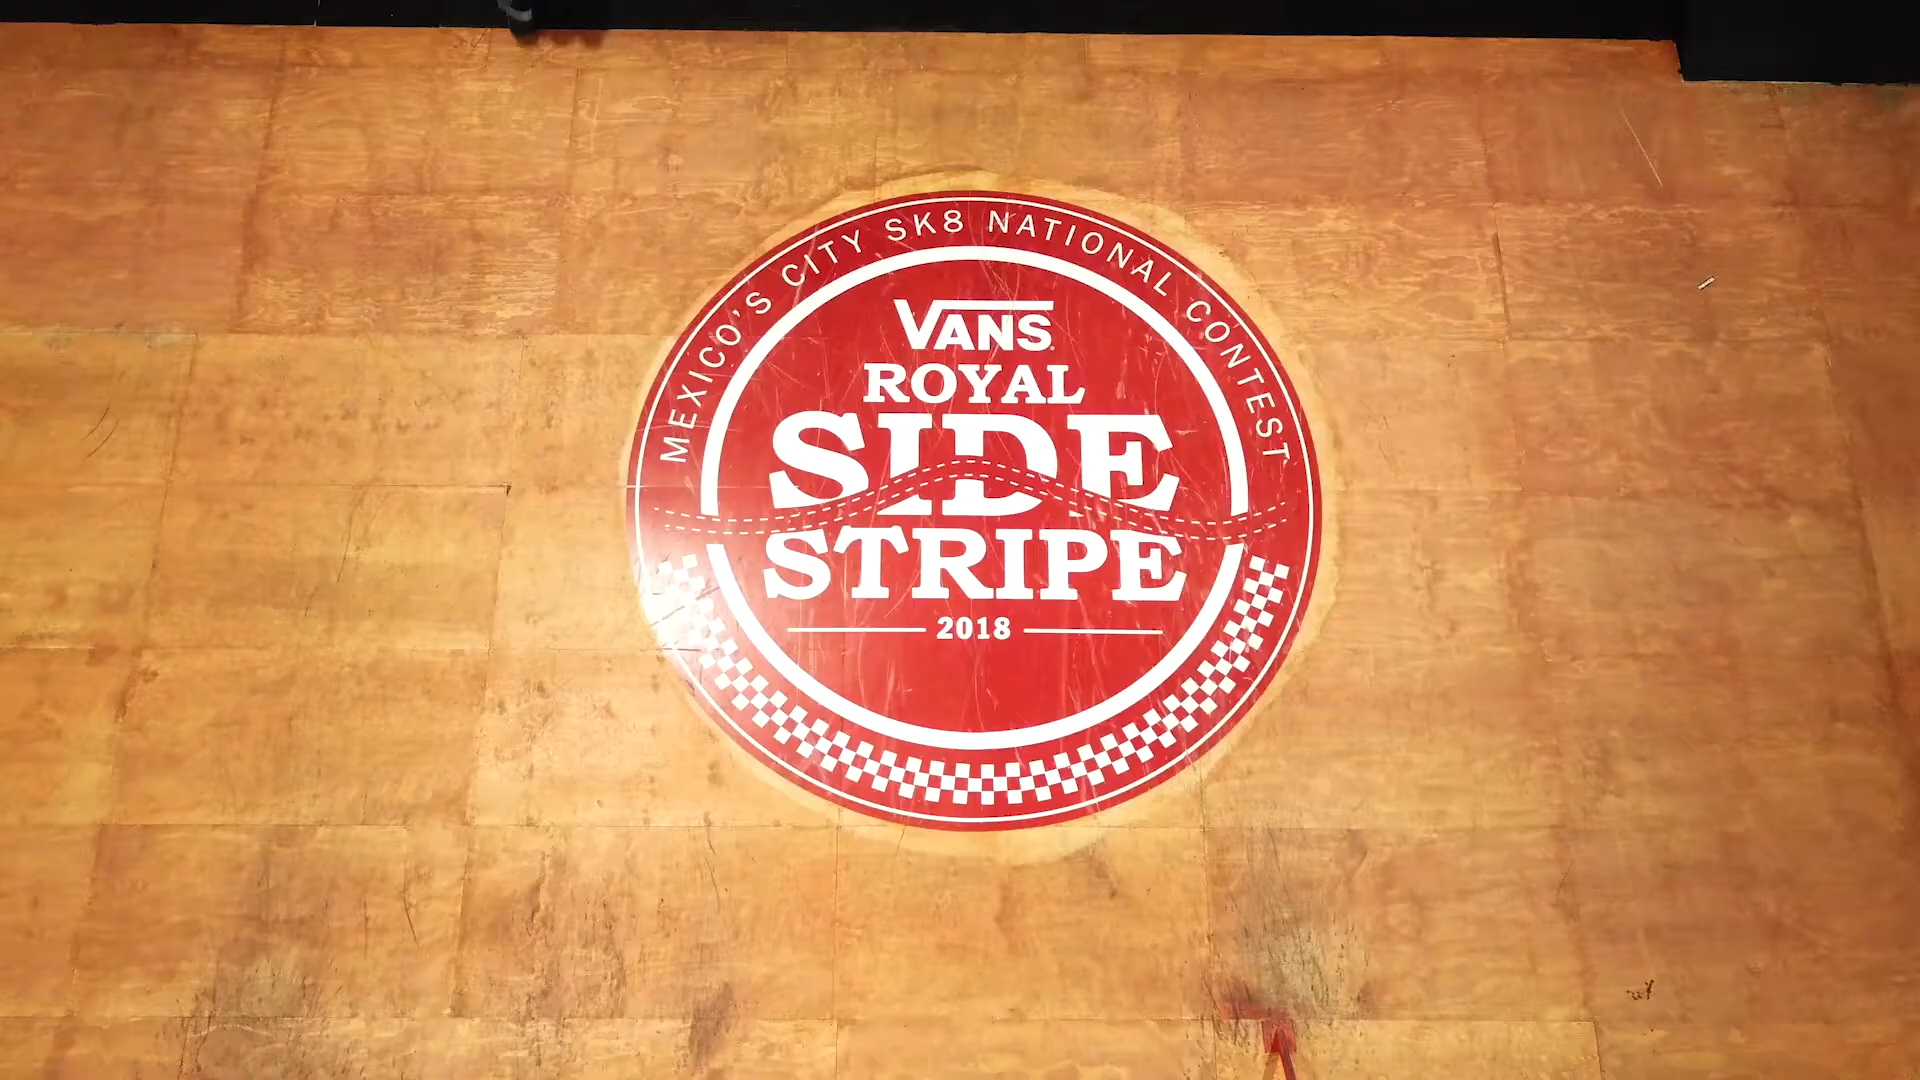 MEXICO'S CITY SK8 NATIONAL CONTEST
VANS
ROYAL
SIDE
STRIPE
2018